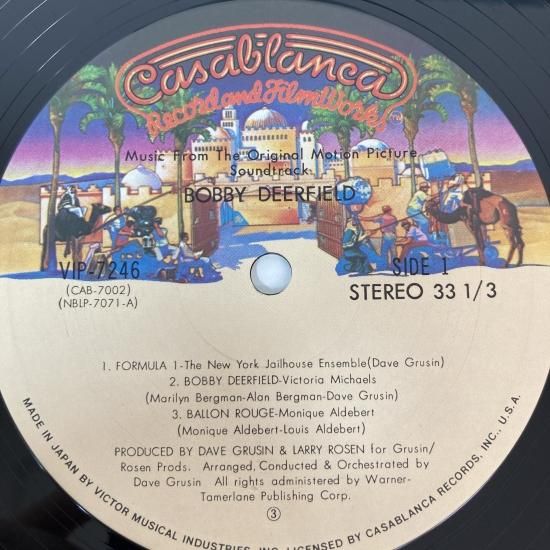 Casablanca
Record and FilmWorks
TM
Music From The Original Motion Picture
Soundtrack
BOBBY DEERFIELD
VIP-7246
(CAB-7002)
(NBLP-7071-A)
SIDE 1
STEREO 33 1/3
1. FORMULA 1-The New York Jailhouse Ensemble(Dave Grusin)
2. BOBBY DEERFIELD-Victoria Michaels
(Marilyn Bergman-Alan Bergman-Dave Grusin)
3. BALLON ROUGE-Monique Aldebert
(Monique Aldebert-Louis Aldebert)
PRODUCED BY DAVE GRUSIN & LARRY ROSEN for Grusin/
Rosen Prods. Arranged, Conducted & Orchestrated by
Dave Grusin All rights administered by Warner-
Tamerlane Publishing Corp.
③
MADE IN JAPAN BY VICTOR MUSICAL INDUSTRIES, INC. LICENSED BY CASABLANCA RECORDS, INC., U.S.A.